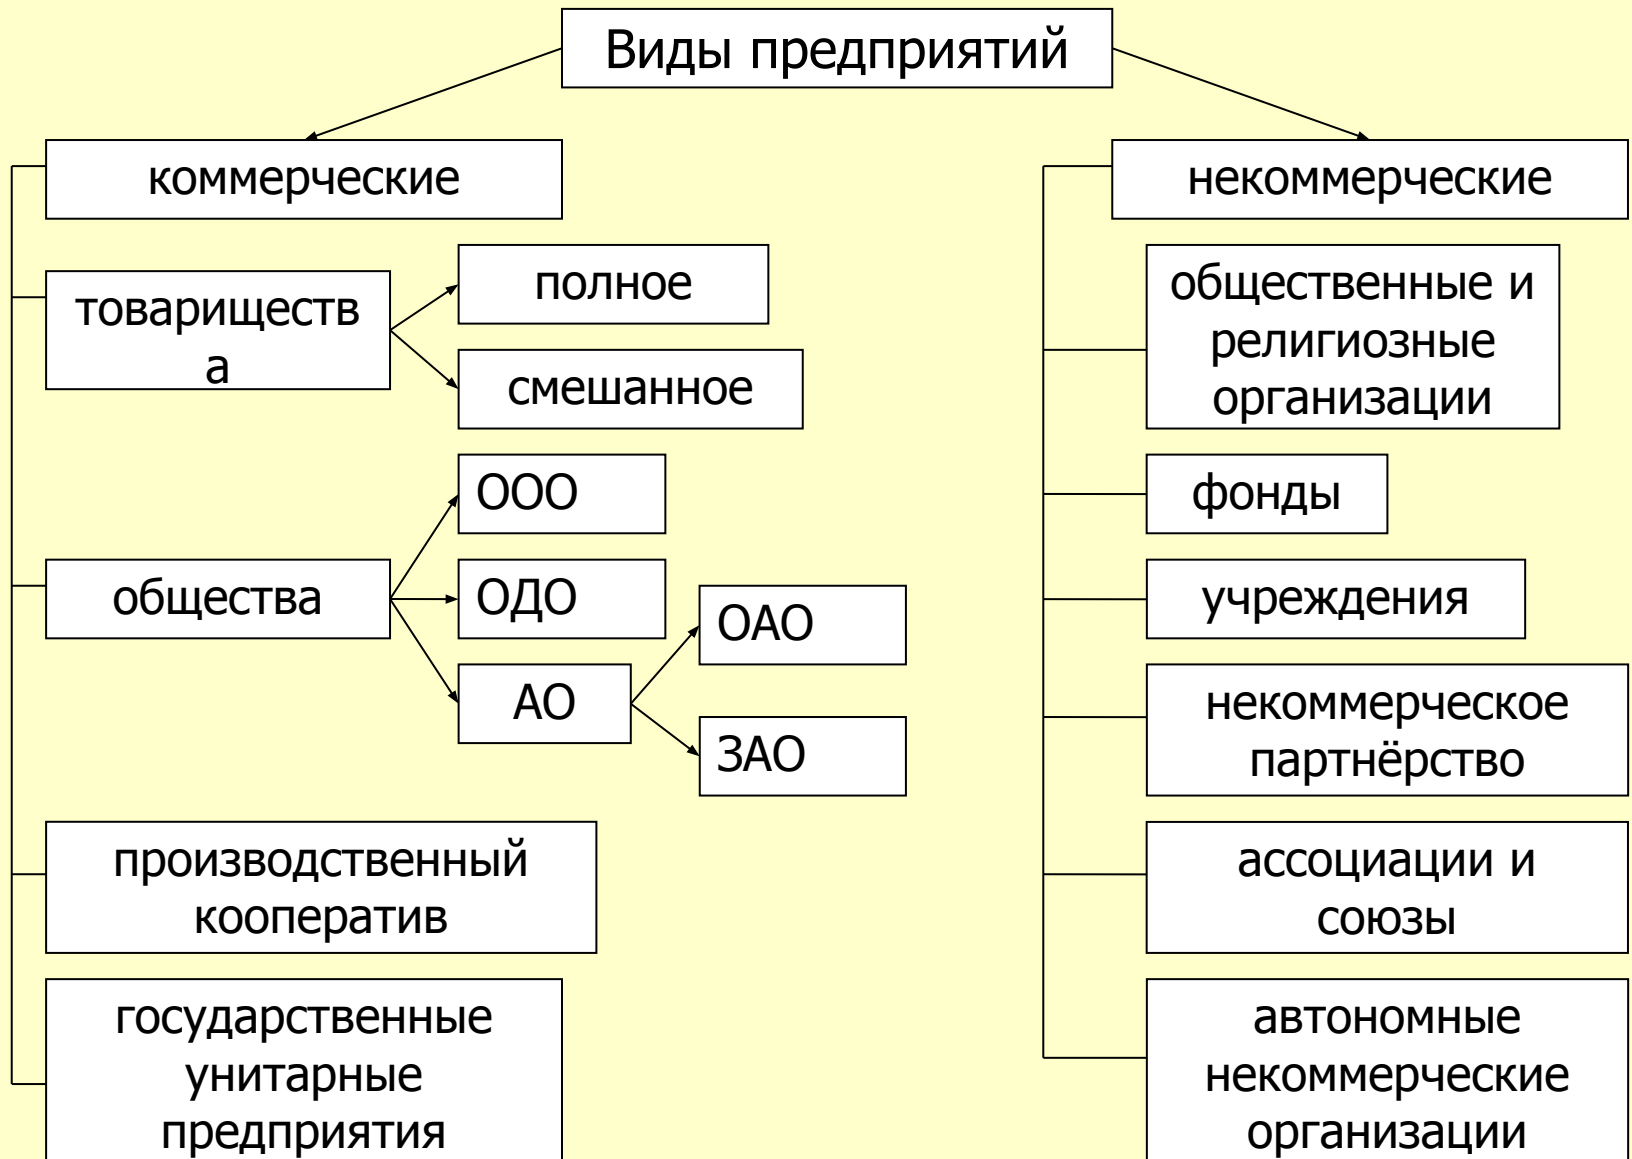 Виды предприятий
коммерческие
товариществ
а
полное
смешанное
общества
ООО
ОДО
АО
ОАО
ЗАО
производственный
кооператив
государственные
унитарные
предприятия
некоммерческие
общественные и
религиозные
организации
фонды
учреждения
некоммерческое
партнёрство
ассоциации и
союзы
автономные
некоммерческие
организации